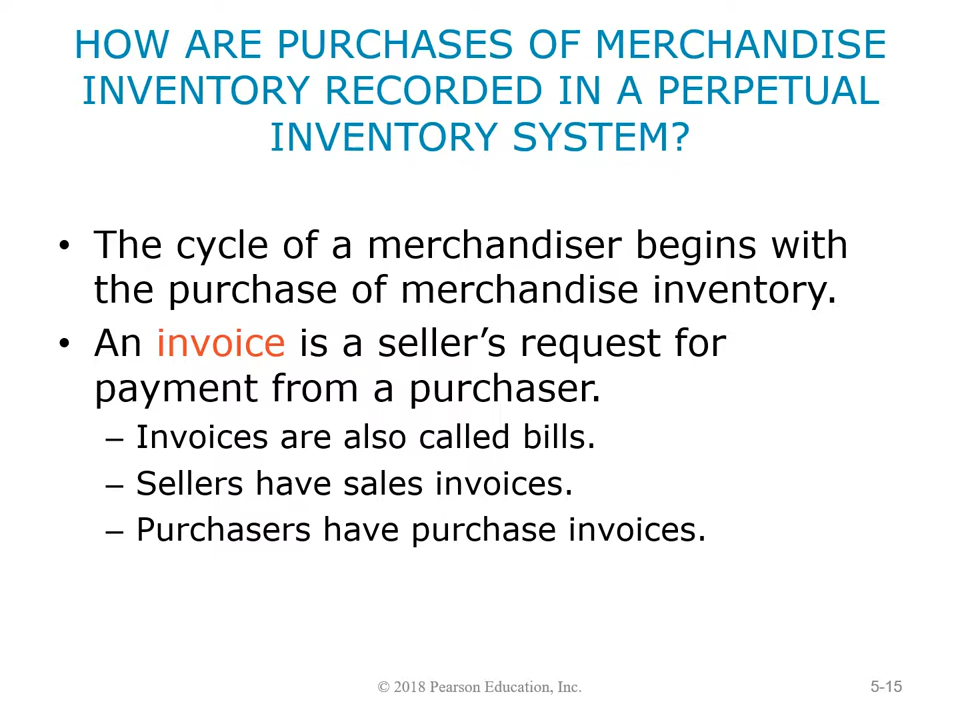 HOW ARE PURCHASES OF MERCHANDISE
INVENTORY RECORDED IN A PERPETUAL
INVENTORY SYSTEM?
• The cycle of a merchandiser begins with
the purchase of merchandise inventory.
• An invoice is a seller’s request for
payment from a purchaser.
– Invoices are also called bills.
– Sellers have sales invoices.
– Purchasers have purchase invoices.
© 2018 Pearson Education, Inc.
5-15